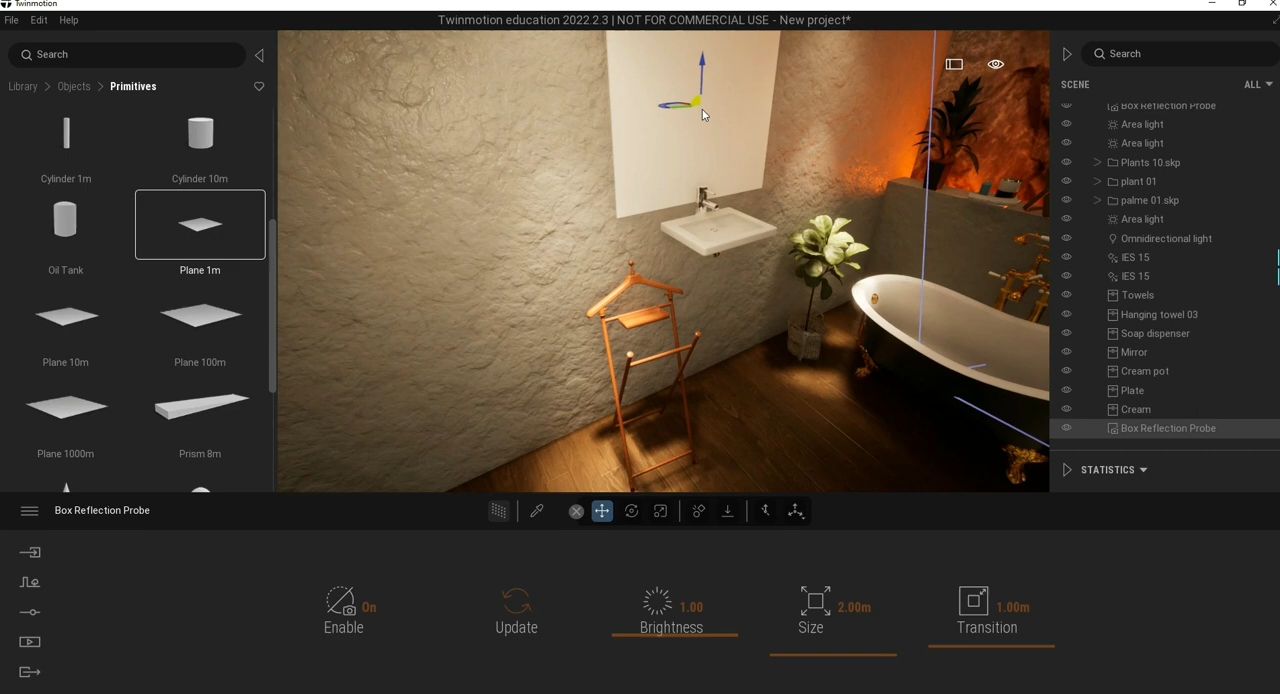 Twinmotion
File Edit Help
Twinmotion education 2022.2.3 | NOT FOR COMMERCIAL USE - New project*
Search
Library > Objects > Primitives
Cylinder 1m
Cylinder 10m
Oil Tank
Plane 1m
Plane 10m
Plane 100m
Plane 1000m
Prism 8m
Search
SCENE
ALL
Box Reflection Probe
Area light
Area light
Plants 10.skp
plant 01
palme 01.skp
Area light
Omnidirectional light
IES 15
IES 15
Towels
Hanging towel 03
Soap dispenser
Mirror
Cream pot
Plate
Cream
Box Reflection Probe
STATISTICS
Box Reflection Probe
On
Enable
Update
1.00
Brightness
2.00m
Size
1.00m
Transition